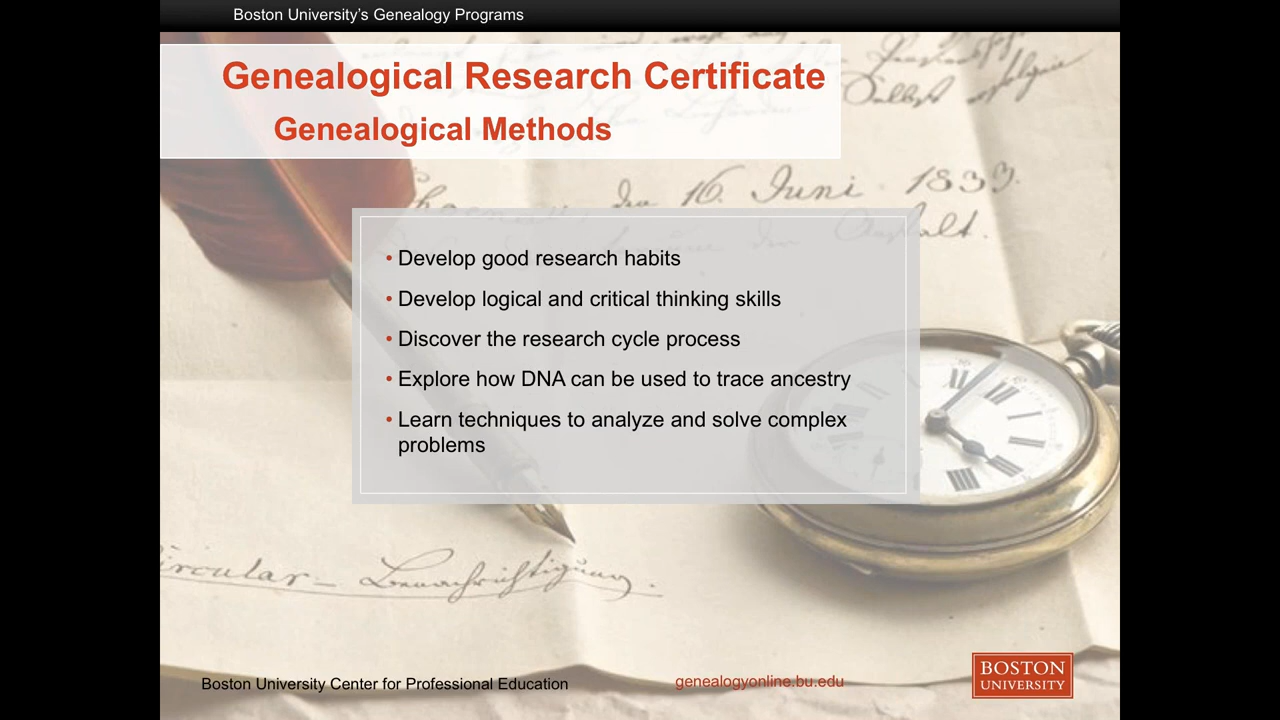 Boston University’s Genealogy Programs
Genealogical Research Certificate
Genealogical Methods
den 16. Juni 1839.
• Develop good research habits
• Develop logical and critical thinking skills
• Discover the research cycle process
• Explore how DNA can be used to trace ancestry
• Learn techniques to analyze and solve complex
problems
Circular-Benachrichtigung.
Boston University Center for Professional Education
genealogyonline.bu.edu
BOSTON
UNIVERSITY